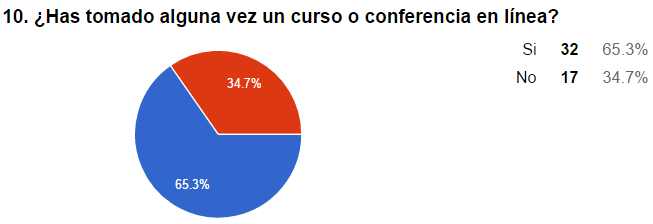 10. ¿Has tomado alguna vez un curso o conferencia en línea?
Si 32 65.3%
No 17 34.7%
34.7%
65.3%